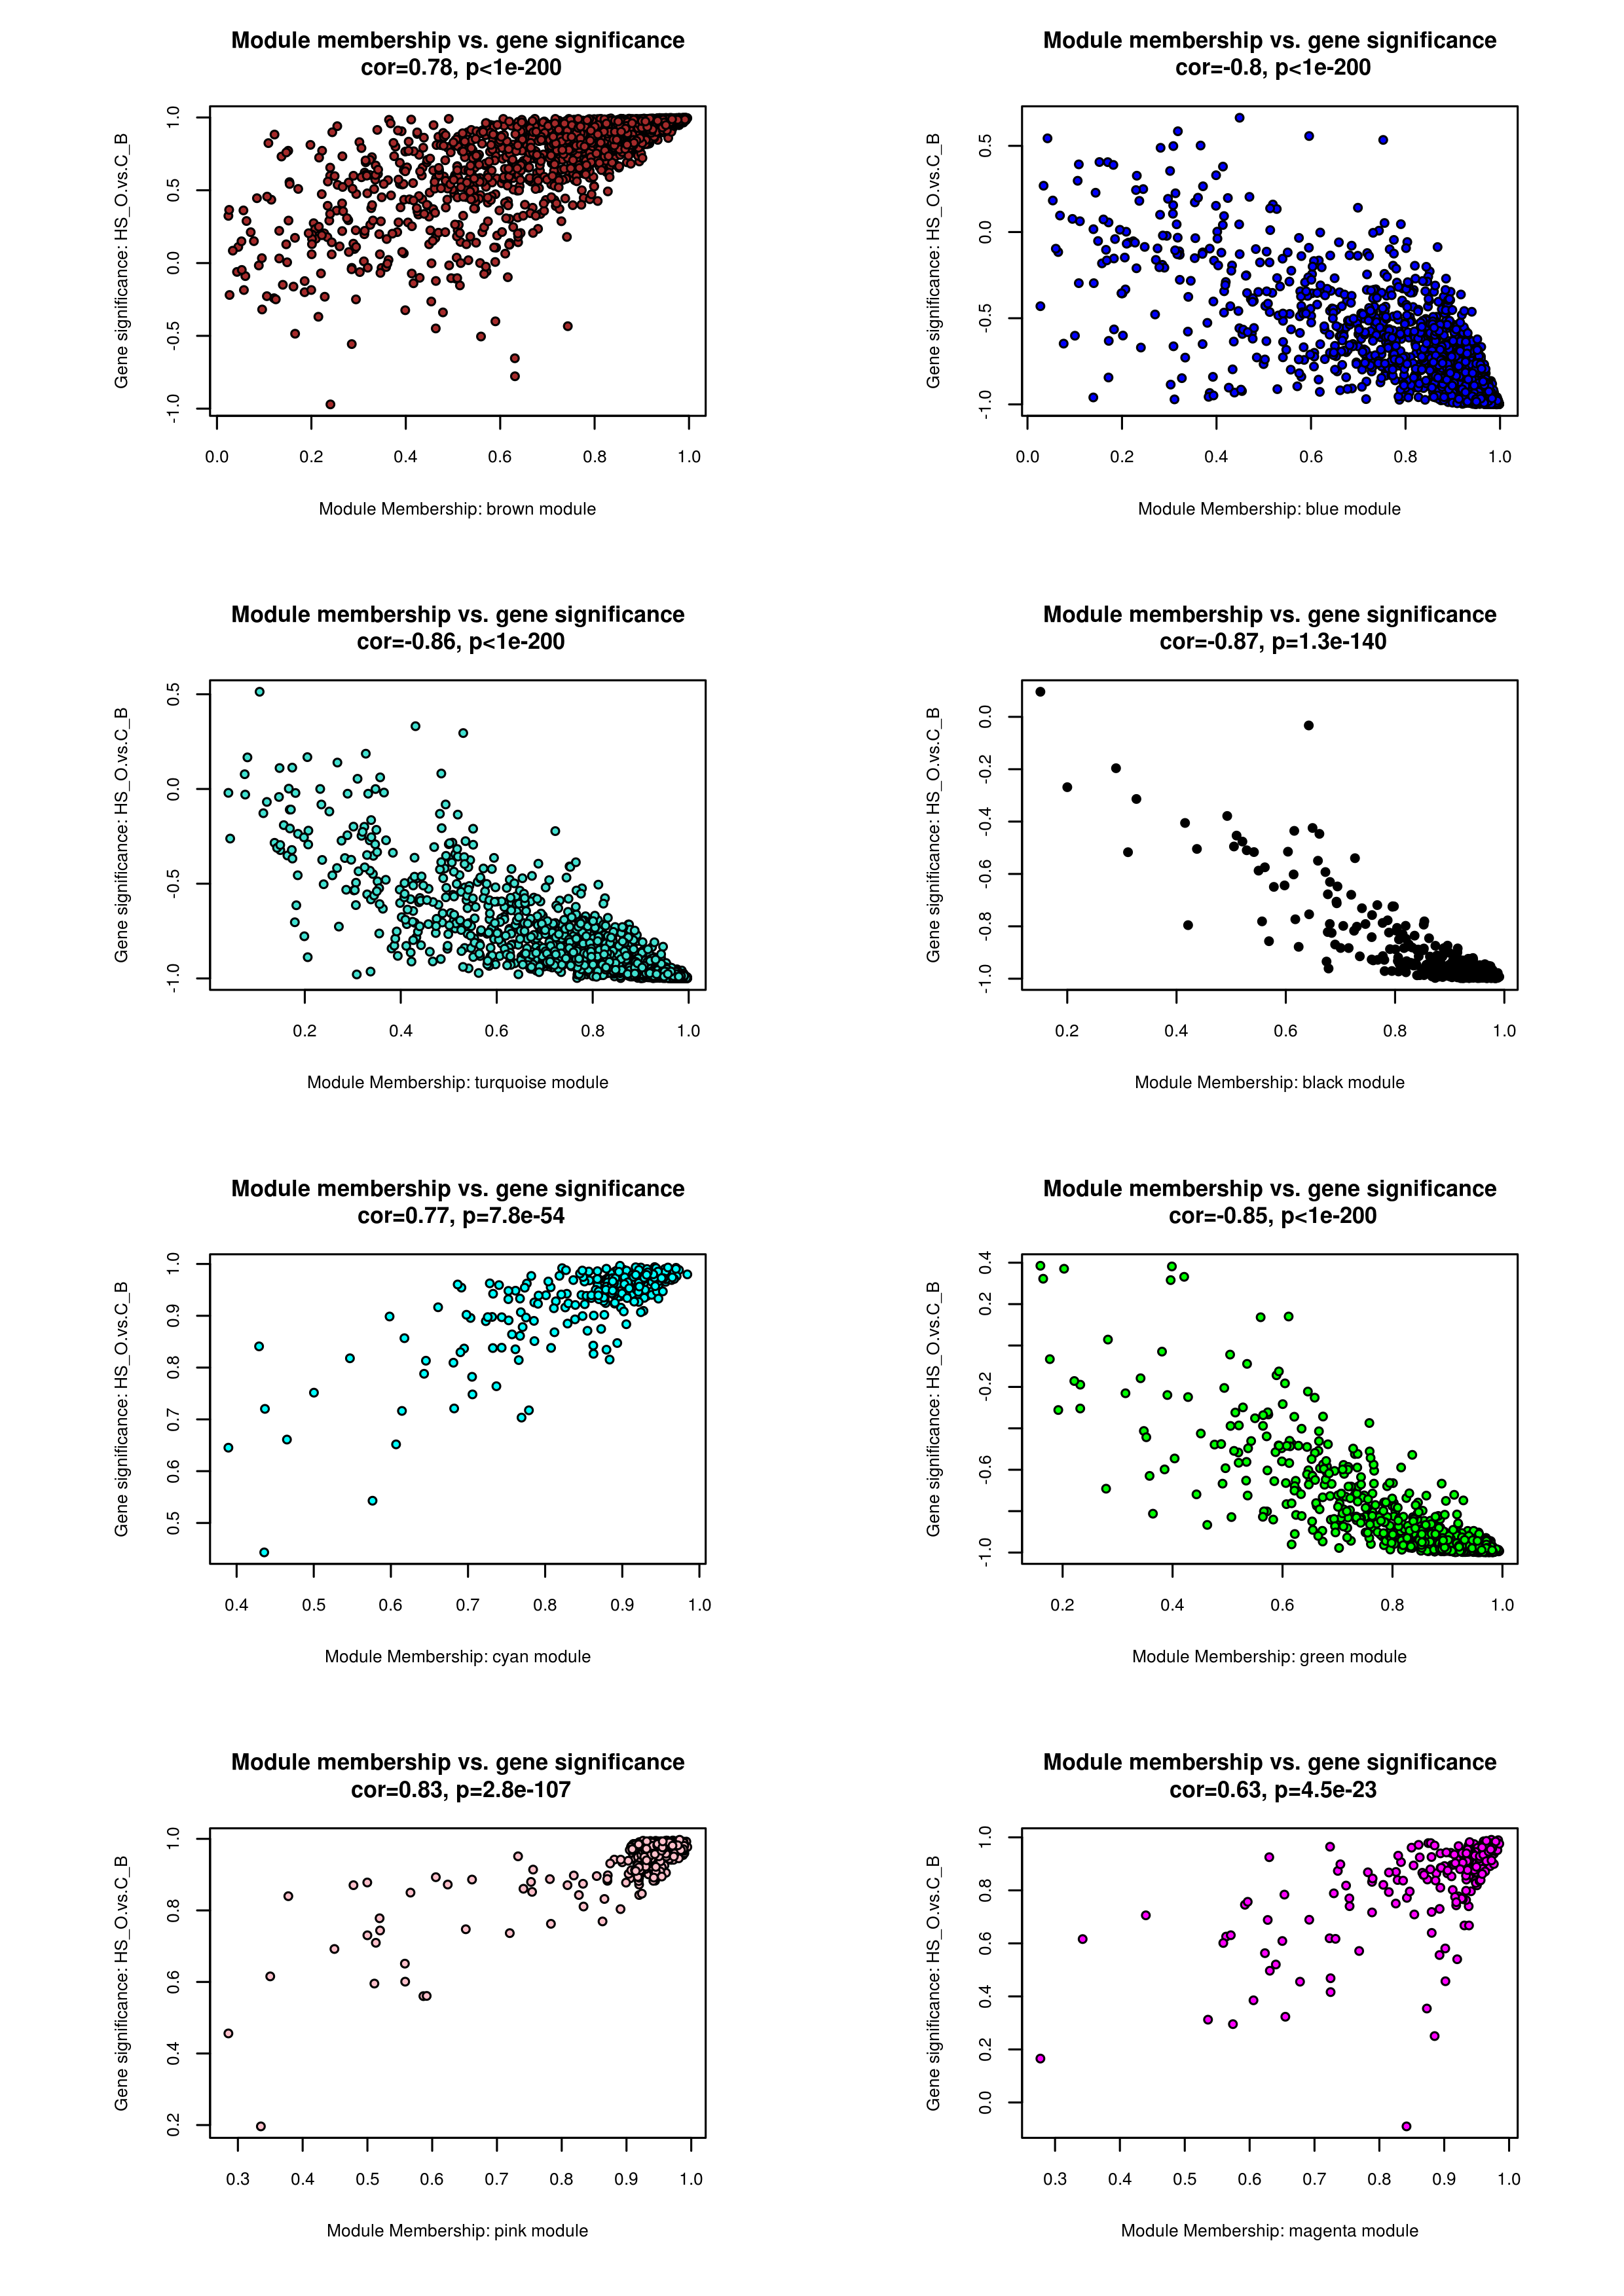 Module membership vs. gene significance
cor=0.78, p<1e-200
Gene significance: HS_O.vs.C_B
1.0
0.5
0.0
-0.5
-1.0
0.0 0.2 0.4 0.6 0.8 1.0
Module Membership: brown module
Module membership vs. gene significance
cor=-0.8, p<1e-200
Gene significance: HS_O.vs.C_B
0.5
0.0
-0.5
-1.0
0.0 0.2 0.4 0.6 0.8 1.0
Module Membership: blue module
Module membership vs. gene significance
cor=-0.86, p<1e-200
Gene significance: HS_O.vs.C_B
0.5
0.0
-0.5
-1.0
0.2 0.4 0.6 0.8 1.0
Module Membership: turquoise module
Module membership vs. gene significance
cor=-0.87, p=1.3e-140
Gene significance: HS_O.vs.C_B
0.0
-0.2
-0.4
-0.6
-0.8
-1.0
0.2 0.4 0.6 0.8 1.0
Module Membership: black module
Module membership vs. gene significance
cor=0.77, p=7.8e-54
Gene significance: HS_O.vs.C_B
1.0
0.9
0.8
0.7
0.6
0.5
0.4 0.5 0.6 0.7 0.8 0.9 1.0
Module Membership: cyan module
Module membership vs. gene significance
cor=-0.85, p<1e-200
Gene significance: HS_O.vs.C_B
0.4
0.2
-0.2
-0.6
-1.0
0.2 0.4 0.6 0.8 1.0
Module Membership: green module
Module membership vs. gene significance
cor=0.83, p=2.8e-107
Gene significance: HS_O.vs.C_B
1.0
0.8
0.6
0.4
0.2
0.3 0.4 0.5 0.6 0.7 0.8 0.9 1.0
Module Membership: pink module
Module membership vs. gene significance
cor=0.63, p=4.5e-23
Gene significance: HS_O.vs.C_B
1.0
0.8
0.6
0.4
0.2
0.0
0.3 0.4 0.5 0.6 0.7 0.8 0.9 1.0
Module Membership: magenta module